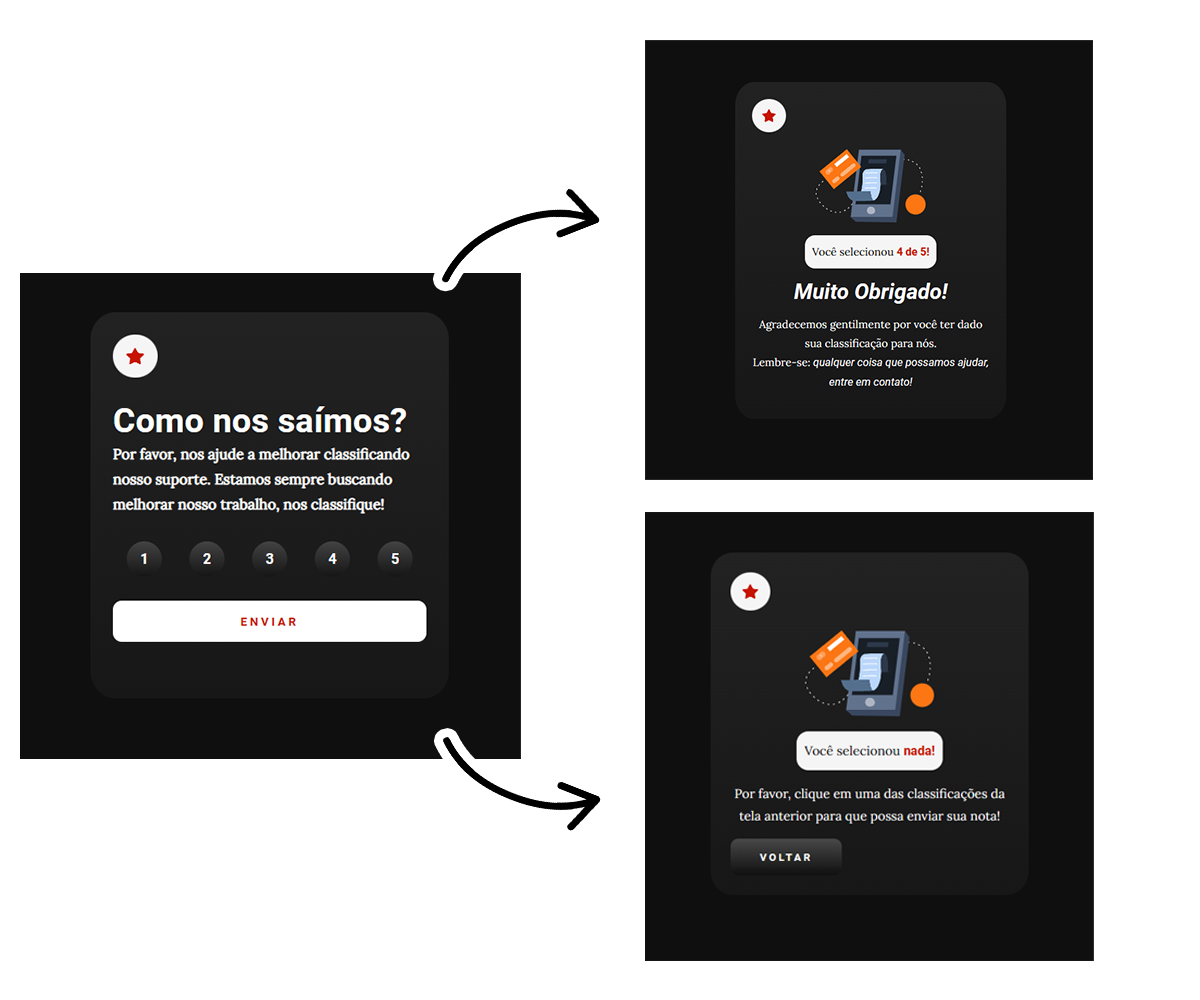 Como nos saímos?
Por favor, nos ajude a melhorar classificando
nosso suporte. Estamos sempre buscando
melhorar nosso trabalho, nos classifique!
1 2 3 4 5
ENVIAR
Você selecionou 4 de 5!
Muito Obrigado!
Agradecemos gentilmente por você ter dado
sua classificação para nós.
Lembre-se: qualquer coisa que possamos ajudar,
entre em contato!
Você selecionou nada!
Por favor, clique em uma das classificações da
tela anterior para que possa enviar sua nota!
VOLTAR